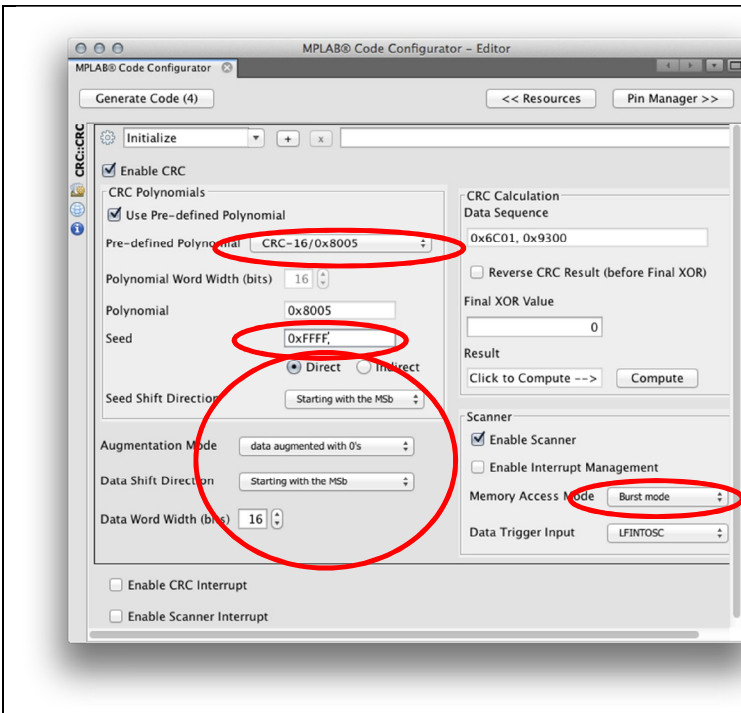 MPLAB® Code Configurator – Editor
MPLAB® Code Configurator
Generate Code (4)
<< Resources
Pin Manager >>
CRC::CRC
Initialize
+
x
Enable CRC
CRC Polynomials
Use Pre-defined Polynomial
Pre-defined Polynomial CRC-16/0x8005
Polynomial Word Width (bits) 16
Polynomial 0x8005
Seed 0xFFFF
Direct Indirect
Seed Shift Direction Starting with the MSb
Augmentation Mode data augmented with 0's
Data Shift Direction Starting with the MSb
Data Word Width (bits) 16
CRC Calculation
Data Sequence
0x6C01, 0x9300
Reverse CRC Result (before Final XOR)
Final XOR Value
0
Result
Click to Compute --> Compute
Scanner
Enable Scanner
Enable Interrupt Management
Memory Access Mode Burst mode
Data Trigger Input LFINTOSC
Enable CRC Interrupt
Enable Scanner Interrupt